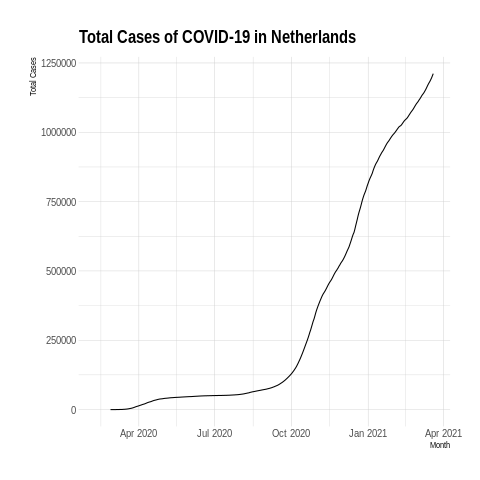 Total Cases of COVID-19 in Netherlands
Total Cases
1250000
1000000
750000
500000
250000
0
Apr 2020
Jul 2020
Oct 2020
Jan 2021
Apr 2021
Month